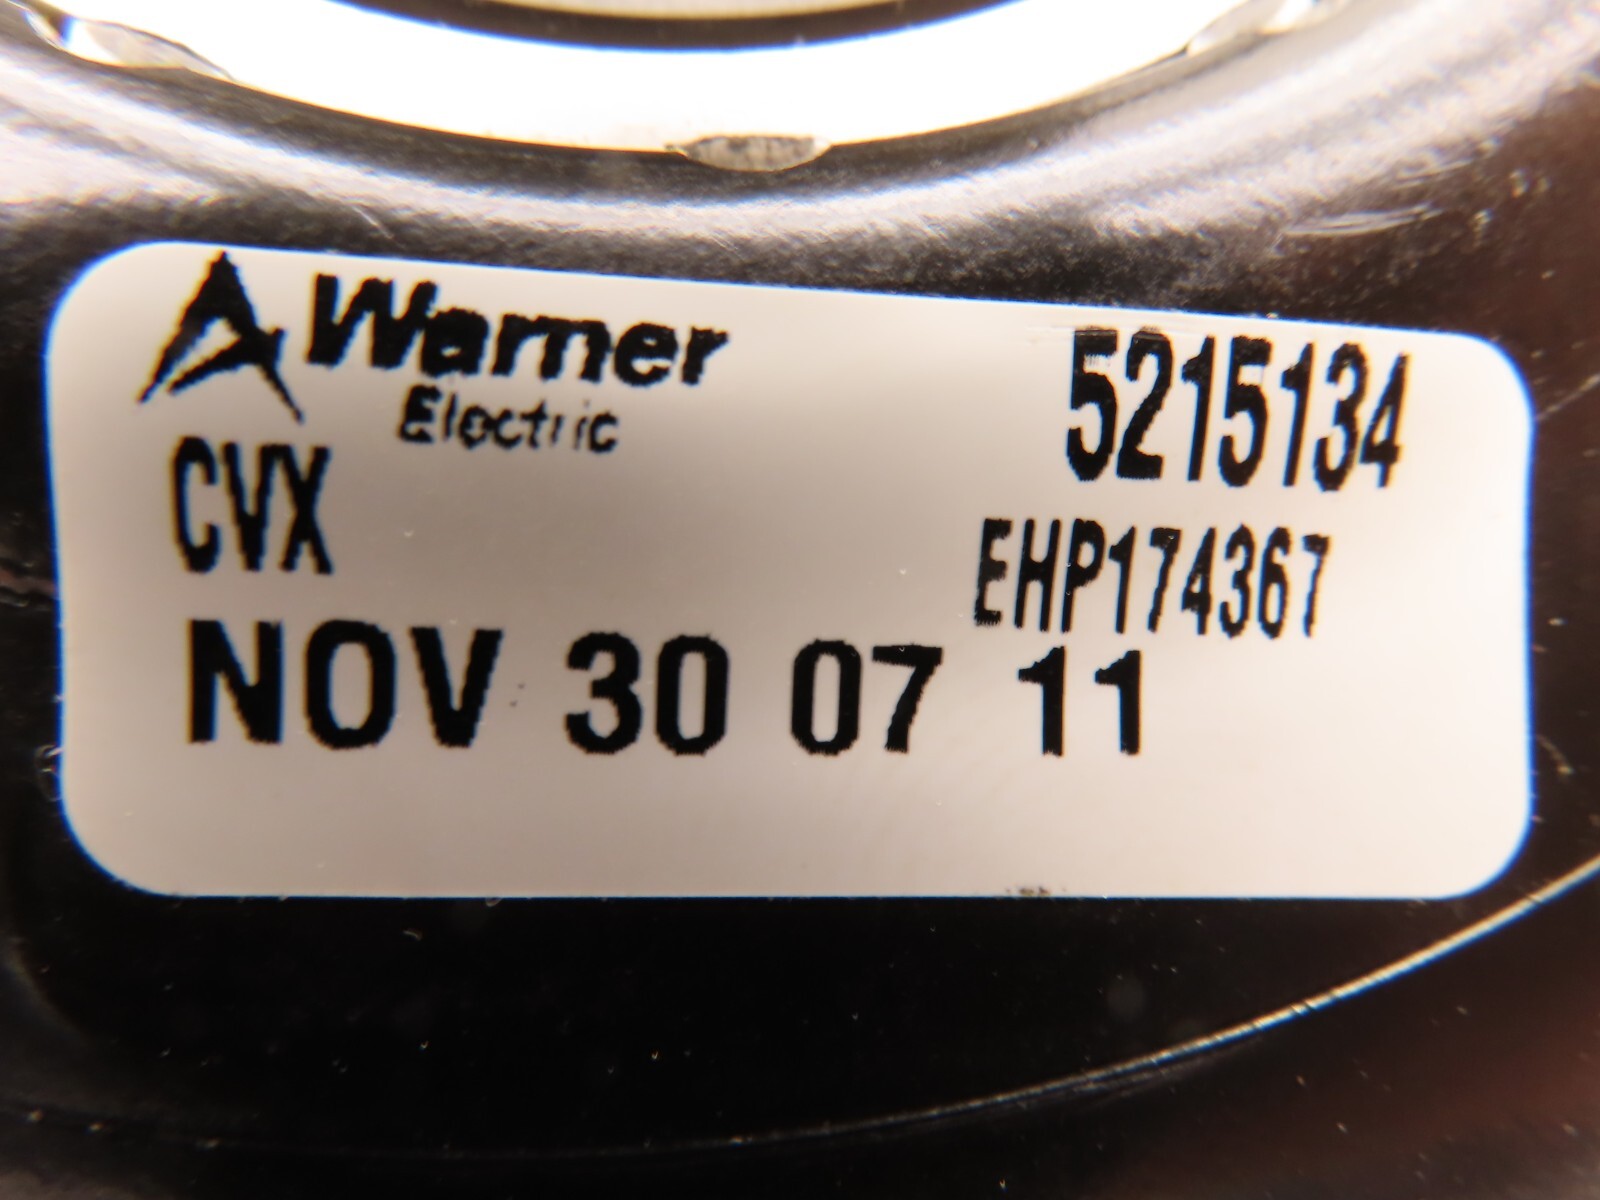 Warner
Electric
5215134
CVX
EHP174367
NOV 30 07 11